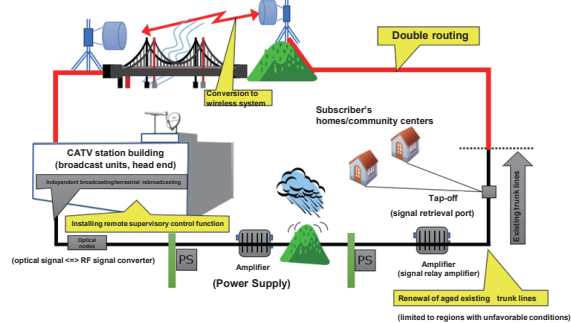 Double routing
Conversion to
wireless system
Subscriber's
homes/community centers
CATV station building
(broadcast units, head end)
Independent broadcasting/terrestrial rebroadcasting
Installing remote supervisory control function
Tap-off
(signal retrieval port)
Existing trunk lines
Optical
nodes
(optical signal <=> RF signal converter)
PS
Amplifier
(Power Supply)
PS
Amplifier
(signal relay amplifier)
Renewal of aged existing trunk lines
(limited to regions with unfavorable conditions)